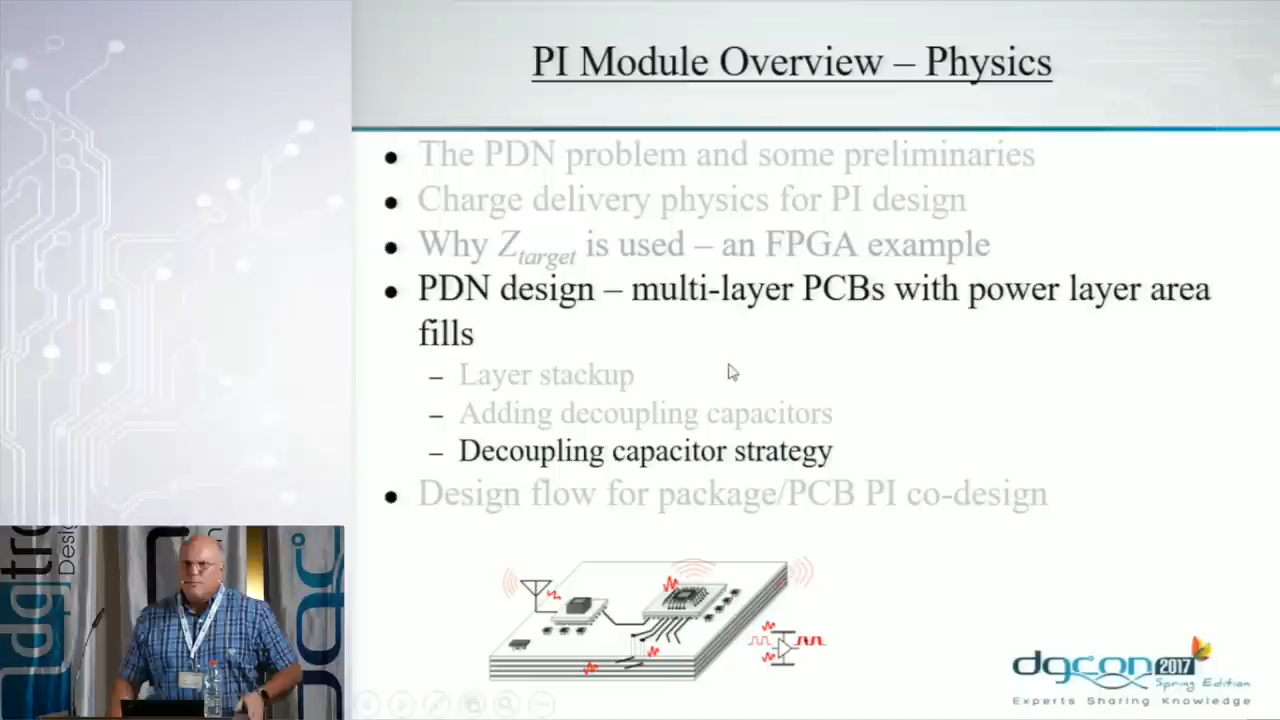 PI Module Overview – Physics
• The PDN problem and some preliminaries
• Charge delivery physics for PI design
• Why Ztarget is used – an FPGA example
• PDN design – multi-layer PCBs with power layer area
fills
– Layer stackup
– Adding decoupling capacitors
– Decoupling capacitor strategy
• Design flow for package/PCB PI co-design
dgcon 2017
Spring Edition
Experts Sharing Knowledge